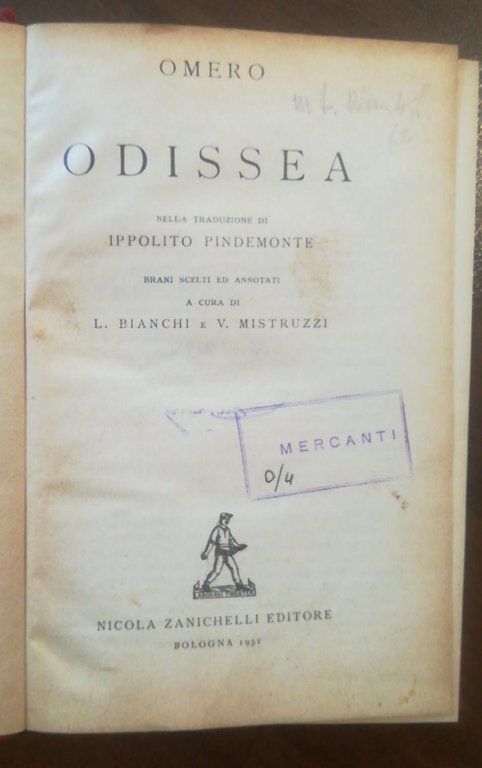 OMERO
ODISSEA
NELLA TRADUZIONE DI
IPPOLITO PINDEMONTE
BRANI SCELTI ED ANNOTATI
A CURA DI
L. BIANCHI E V. MISTRUZZI
MERCANTI
0/4
NICOLA ZANICHELLI EDITORE
BOLOGNA 1951